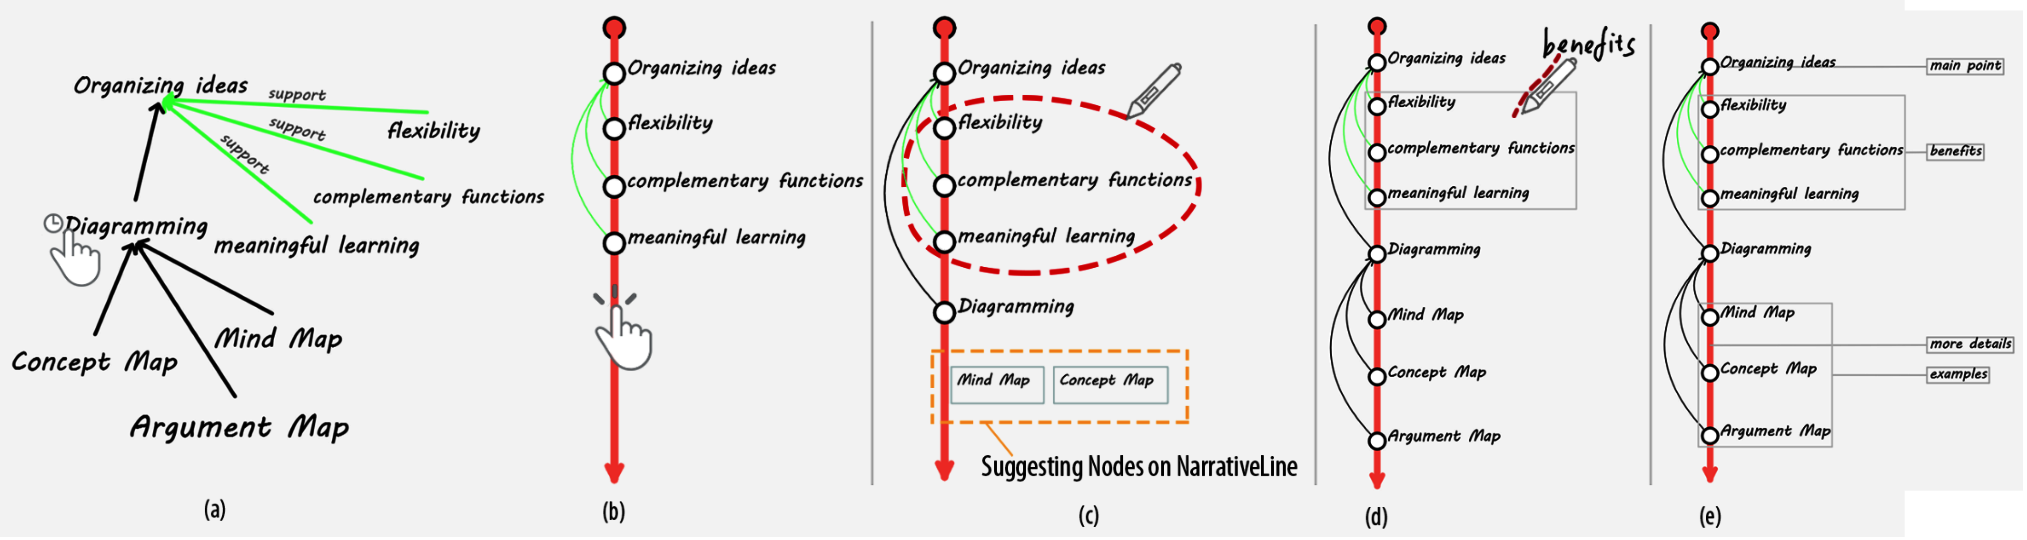 Organizing ideas
support
flexibility
support
complementary functions
support
meaningful learning
Diagramming
Mind Map
Concept Map
Argument Map
(a)
Organizing ideas
flexibility
complementary functions
meaningful learning
(b)
Organizing ideas
flexibility
complementary functions
meaningful learning
Diagramming
Mind Map
Concept Map
Suggesting Nodes on NarrativeLine
(c)
benefits
Organizing ideas
flexibility
complementary functions
meaningful learning
Diagramming
Mind Map
Concept Map
Argument Map
(d)
Organizing ideas
main point
flexibility
complementary functions
benefits
meaningful learning
Diagramming
Mind Map
more details
Concept Map
examples
Argument Map
(e)